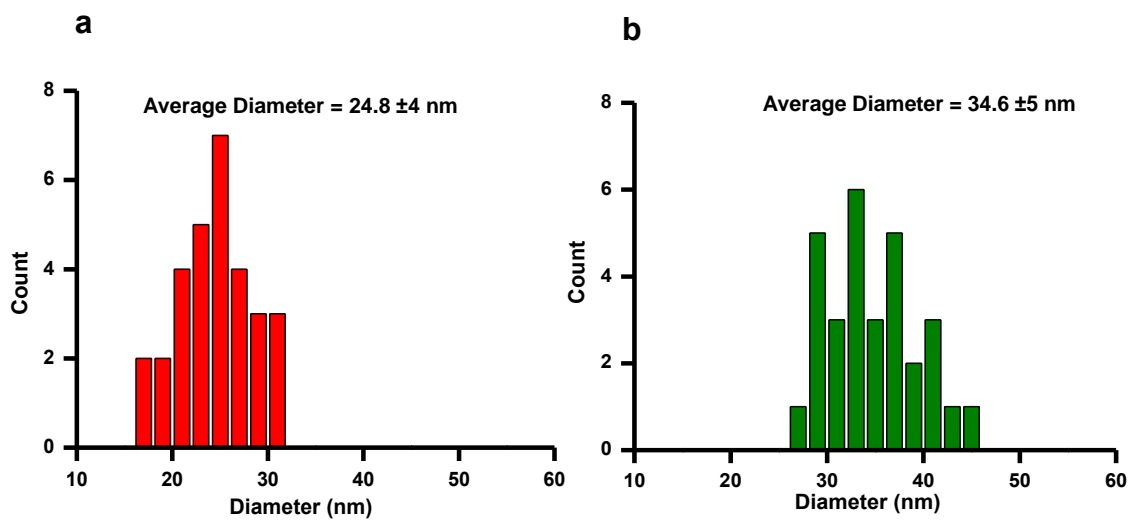 a
Average Diameter = 24.8 ±4 nm
8
6
4
2
0
Count
10 20 30 40 50 60
Diameter (nm)
b
Average Diameter = 34.6 ±5 nm
8
6
4
2
0
Count
10 20 30 40 50 60
Diameter (nm)